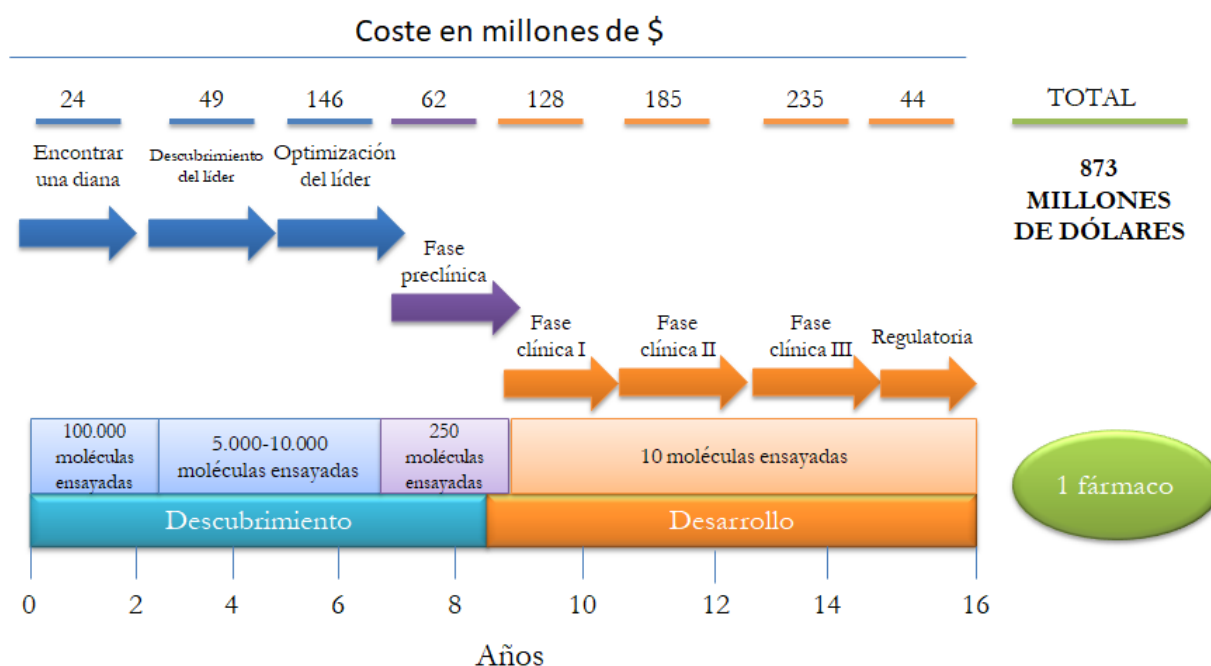 Coste en millones de $
24 49 146 62 128 185 235 44 TOTAL
Encontrar
una diana
Descubrimiento
del líder
Optimización
del líder
873
MILLONES
DE DÓLARES
Fase
preclínica
Fase
clínica I
Fase
clínica II
Fase
clínica III
Regulatoria
100.000
moléculas
ensayadas
5.000-10.000
moléculas ensayadas
250
moléculas
ensayadas
10 moléculas ensayadas
1 fármaco
Descubrimiento
Desarrollo
0 2 4 6 8 10 12 14 16
Años